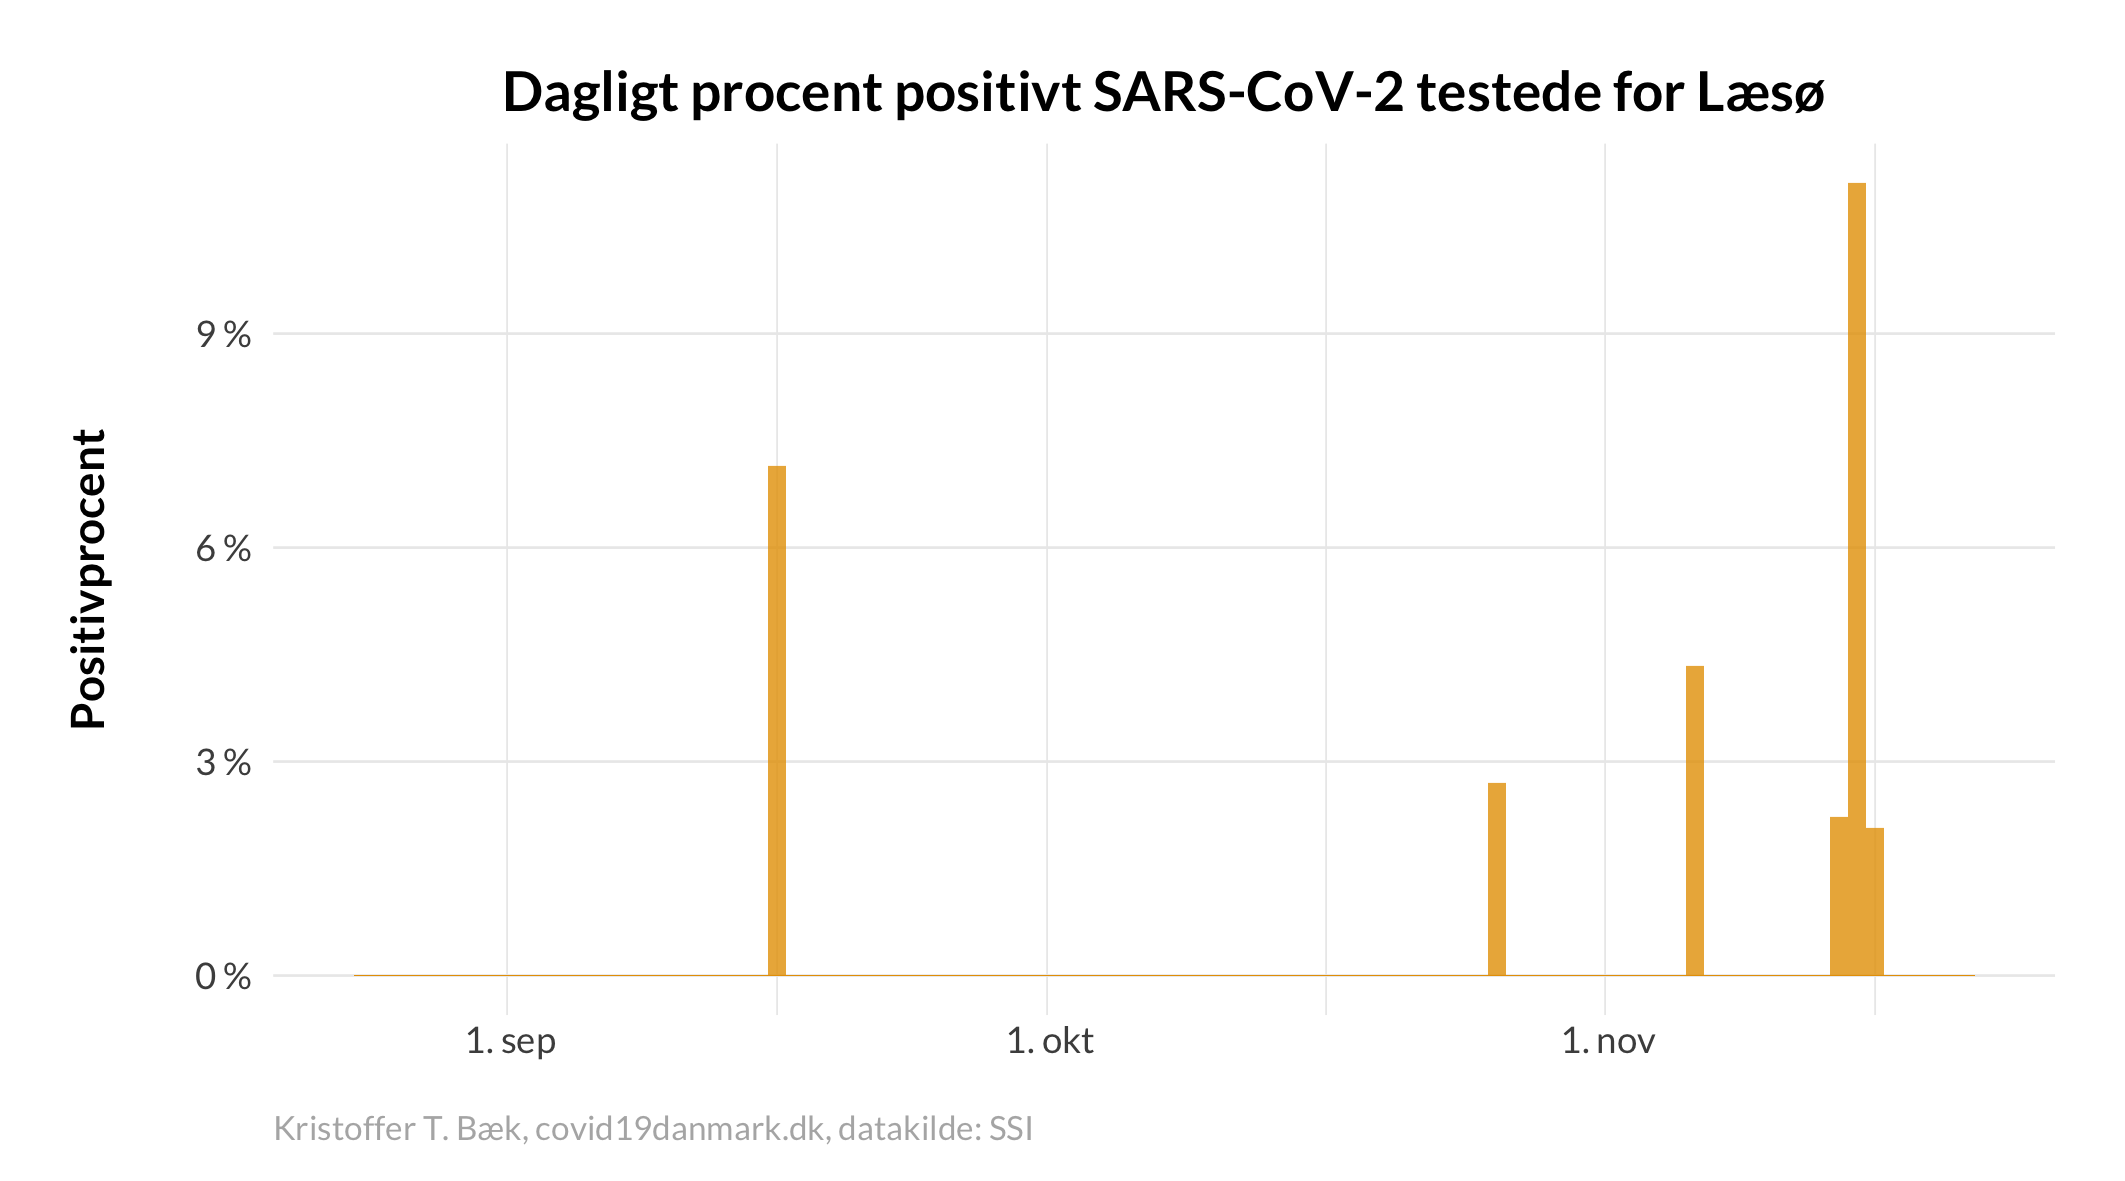 Dagligt procent positivt SARS-CoV-2 testede for Læsø
Positivprocent
9 %
6 %
3 %
0 %
1. sep
1. okt
1. nov
Kristoffer T. Bæk, covid19danmark.dk, datakilde: SSI